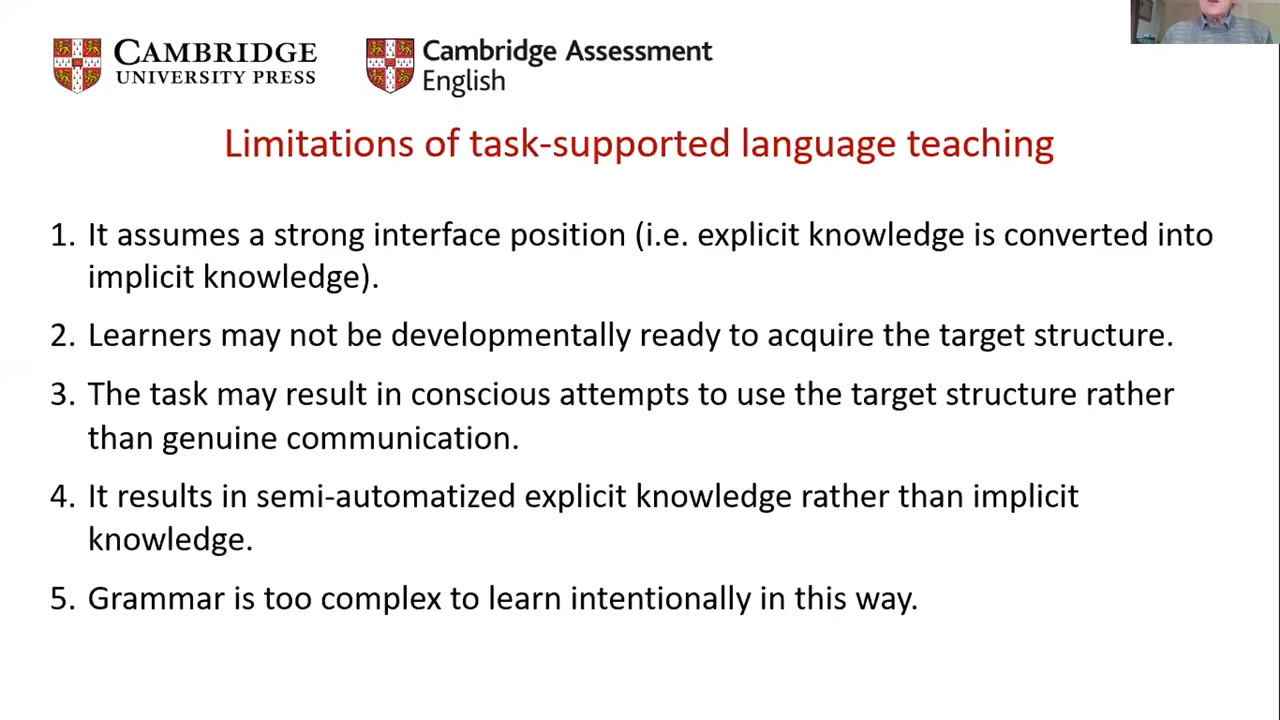 CAMBRIDGE
UNIVERSITY PRESS
Cambridge Assessment
English
Limitations of task-supported language teaching
1. It assumes a strong interface position (i.e. explicit knowledge is converted into
implicit knowledge).
2. Learners may not be developmentally ready to acquire the target structure.
3. The task may result in conscious attempts to use the target structure rather
than genuine communication.
4. It results in semi-automatized explicit knowledge rather than implicit
knowledge.
5. Grammar is too complex to learn intentionally in this way.